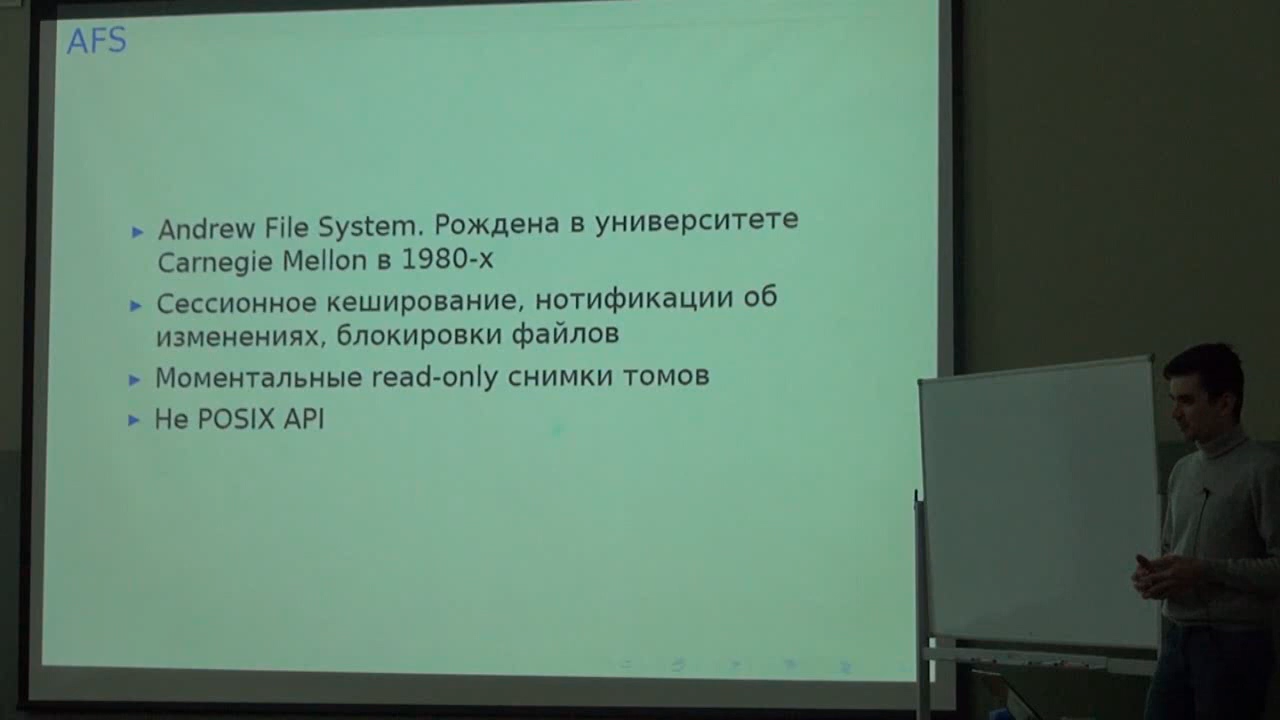 AFS
Andrew File System. Рождена в университете
Carnegie Mellon в 1980-х
Сессионное кеширование, нотификации об
изменениях, блокировки файлов
Моментальные read-only снимки томов
Не POSIX API